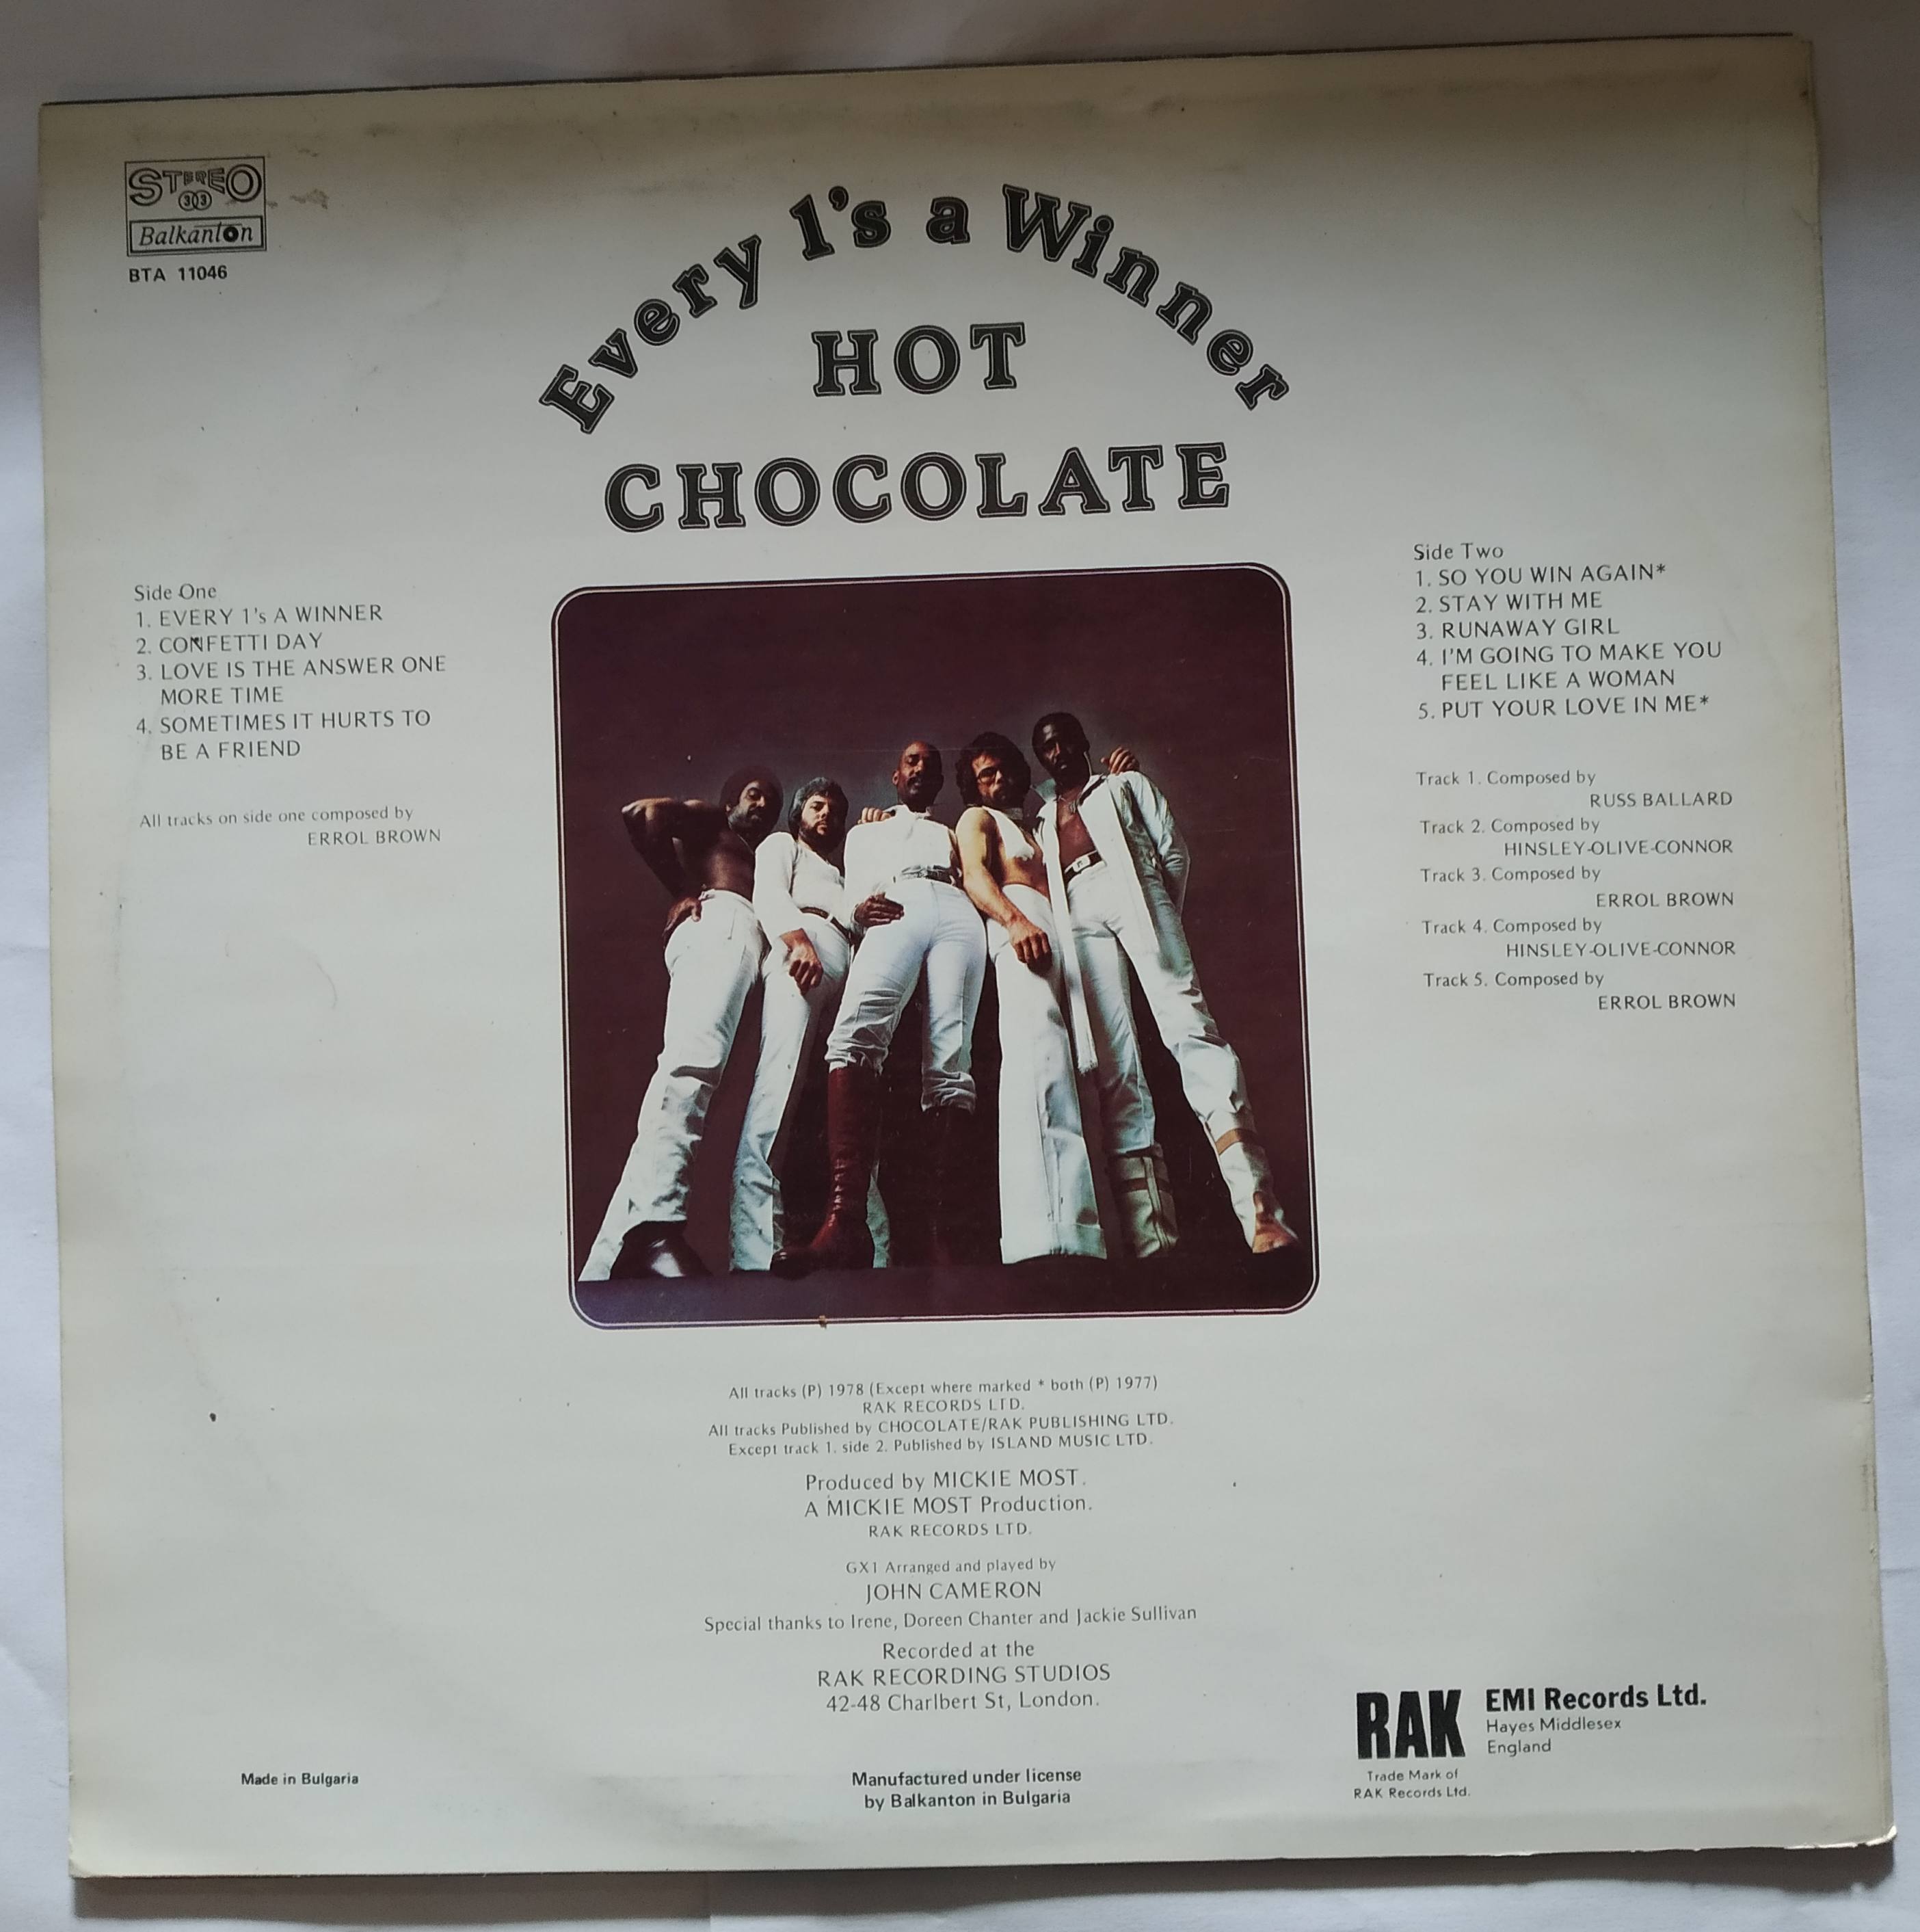 STEREO
33
Balkanton
BTA 11046
Every 1's a Winner
HOT
CHOCOLATE
Side One
1. EVERY 1's A WINNER
2. CONFETTI DAY
3. LOVE IS THE ANSWER ONE
MORE TIME
4. SOMETIMES IT HURTS TO
BE A FRIEND
All tracks on side one composed by
ERROL BROWN
Side Two
1. SO YOU WIN AGAIN*
2. STAY WITH ME
3. RUNAWAY GIRL
4. I'M GOING TO MAKE YOU
FEEL LIKE A WOMAN
5. PUT YOUR LOVE IN ME*
Track 1. Composed by
RUSS BALLARD
Track 2. Composed by
HINSLEY-OLIVE-CONNOR
Track 3. Composed by
ERROL BROWN
Track 4. Composed by
HINSLEY-OLIVE-CONNOR
Track 5. Composed by
ERROL BROWN
All tracks (P) 1978 (Except where marked * both (P) 1977)
RAK RECORDS LTD.
All tracks Published by CHOCOLATE/RAK PUBLISHING LTD.
Except track 1. side 2. Published by ISLAND MUSIC LTD.
Produced by MICKIE MOST.
A MICKIE MOST Production.
RAK RECORDS LTD.
GX1 Arranged and played by
JOHN CAMERON
Special thanks to Irene, Doreen Chanter and Jackie Sullivan
Recorded at the
RAK RECORDING STUDIOS
42-48 Charlbert St, London.
Made in Bulgaria
Manufactured under license
by Balkanton in Bulgaria
RAK
Trade Mark of
RAK Records Ltd.
EMI Records Ltd.
Hayes Middlesex
England